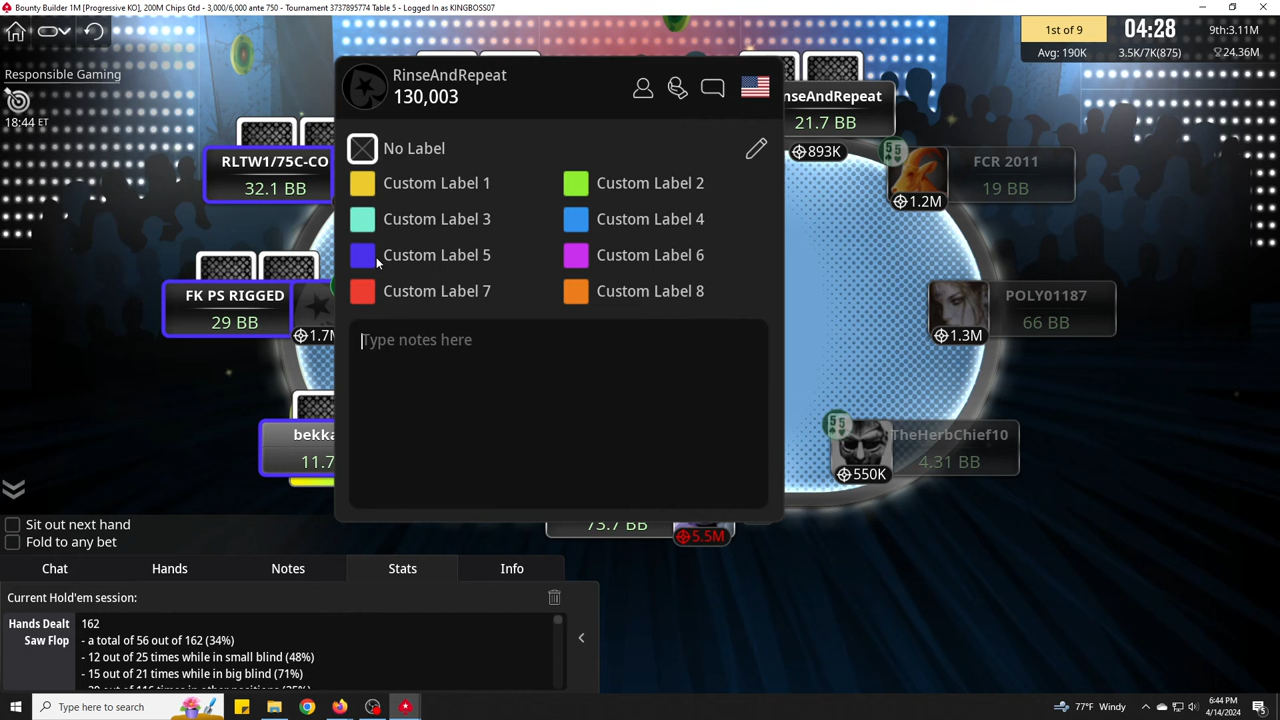 Bounty Builder 1M [Progressive KO], 200M Chips Gtd - 3,000/6,000 ante 750 - Tournament 3737895774 Table 5 - Logged In as KINGBOSS07
1st of 9
04:28
9th:3.11M
Avg: 190K
3.5K/7K(875)
24.36M
Responsible Gaming
18:44 ET
RinseAndRepeat
130,003
nseAndRepeat
21.7 BB
893K
No Label
Custom Label 1
Custom Label 2
Custom Label 3
Custom Label 4
Custom Label 5
Custom Label 6
Custom Label 7
Custom Label 8
Type notes here
RLTW1/75C-CO
32.1 BB
FCR 2011
19 BB
1.2M
5 5
FK PS RIGGED
29 BB
1.7M
POLY01187
66 BB
1.3M
bekka
11.7
TheHerbChief10
4.31 BB
550K
5 5
73.7 BB
5.5M
Sit out next hand
Fold to any bet
Chat
Hands
Notes
Stats
Info
Current Hold'em session:
Hands Dealt 162
Saw Flop - a total of 56 out of 162 (34%)
- 12 out of 25 times while in small blind (48%)
- 15 out of 21 times while in big blind (71%)
Type here to search
77°F Windy
6:44 PM
4/14/2024
5